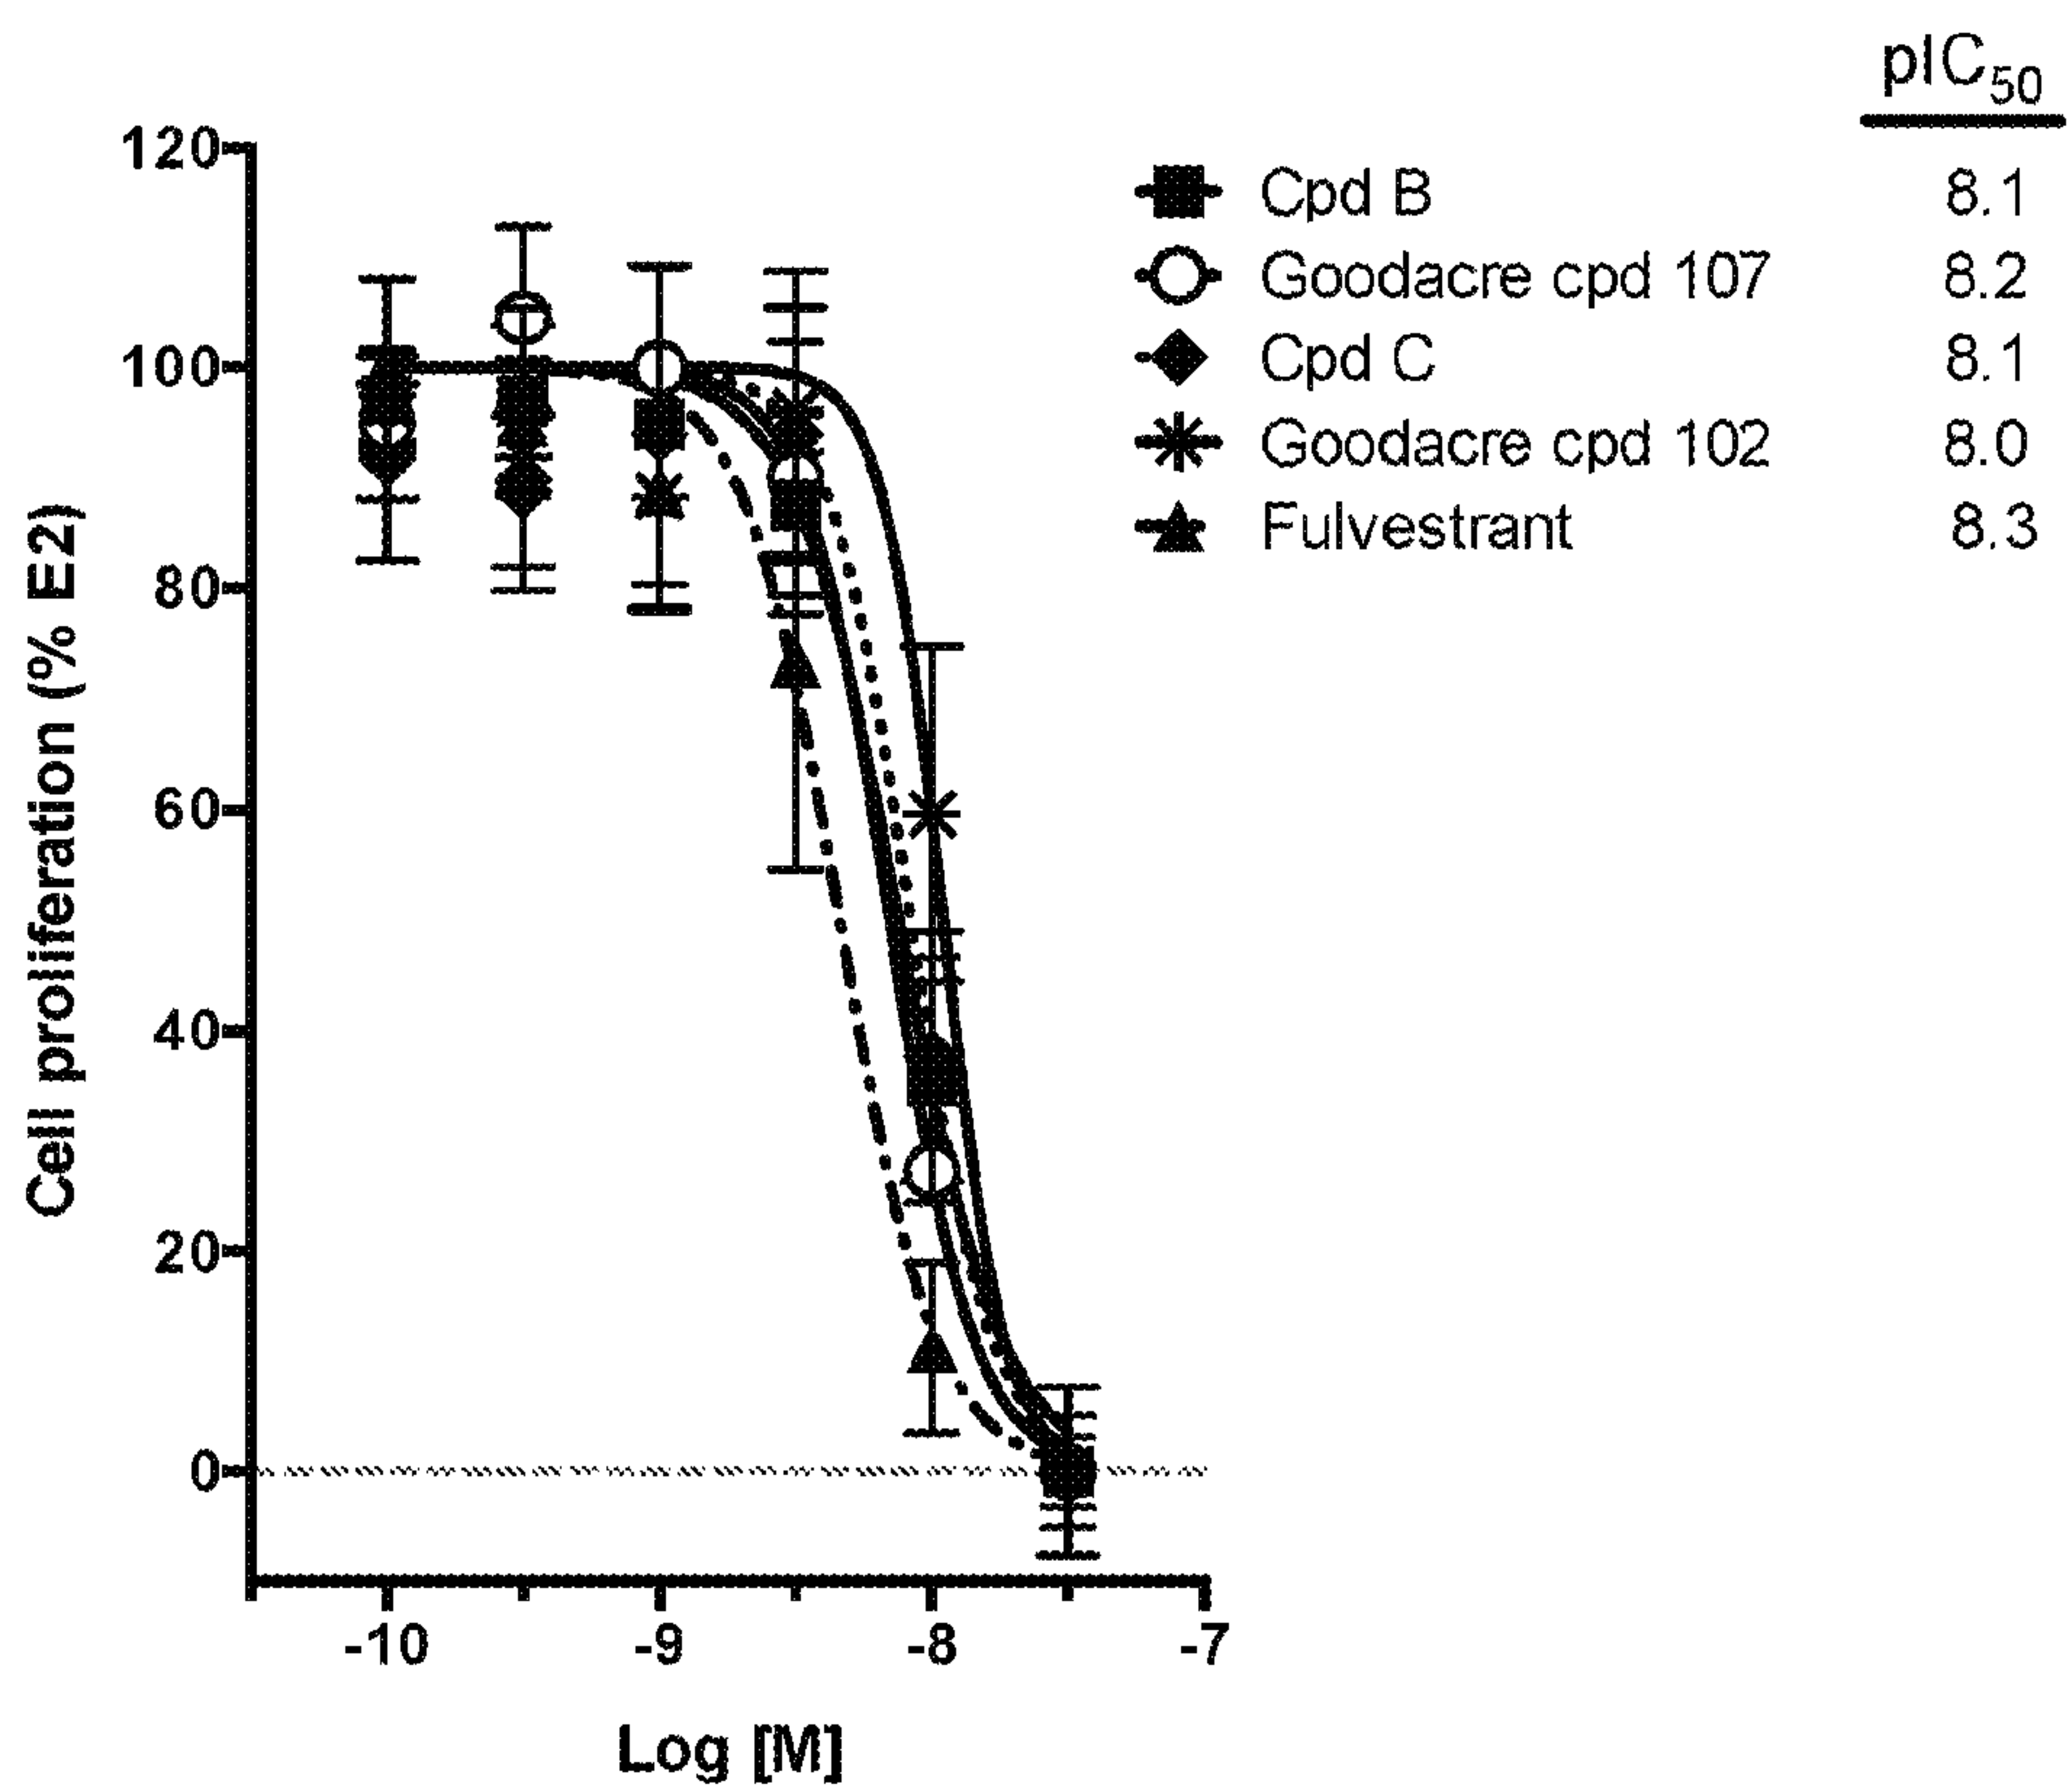 pIC50
Cpd B 8.1
Goodacre cpd 107 8.2
Cpd C 8.1
Goodacre cpd 102 8.0
Fulvestrant 8.3
Cell proliferation (% E2)
120
100
80
60
40
20
0
-10 -9 -8 -7
Log [M]